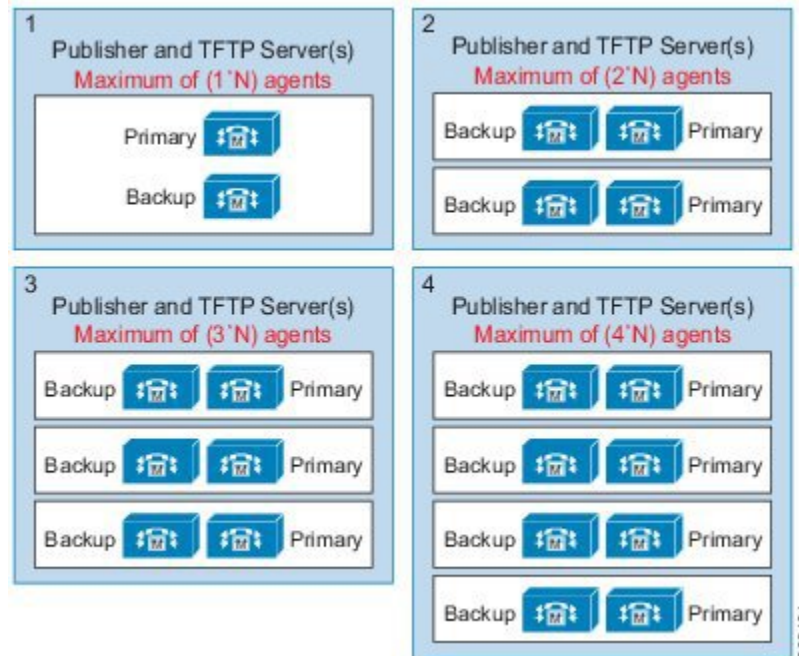 1
Publisher and TFTP Server(s)
Maximum of (1*N) agents
Primary M
Backup M
2
Publisher and TFTP Server(s)
Maximum of (2*N) agents
Backup M M Primary
Backup M M Primary
3
Publisher and TFTP Server(s)
Maximum of (3*N) agents
Backup M M Primary
Backup M M Primary
Backup M M Primary
4
Publisher and TFTP Server(s)
Maximum of (4*N) agents
Backup M M Primary
Backup M M Primary
Backup M M Primary
Backup M M Primary